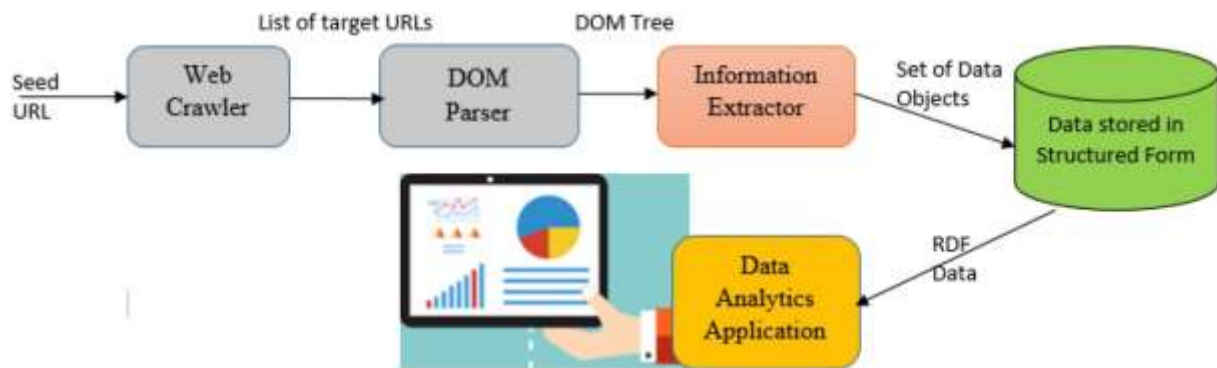 List of target URLs
DOM Tree
Seed
URL
Web
Crawler
DOM
Parser
Information
Extractor
Set of Data
Objects
Data stored in
Structured Form
RDF
Data
Data
Analytics
Application